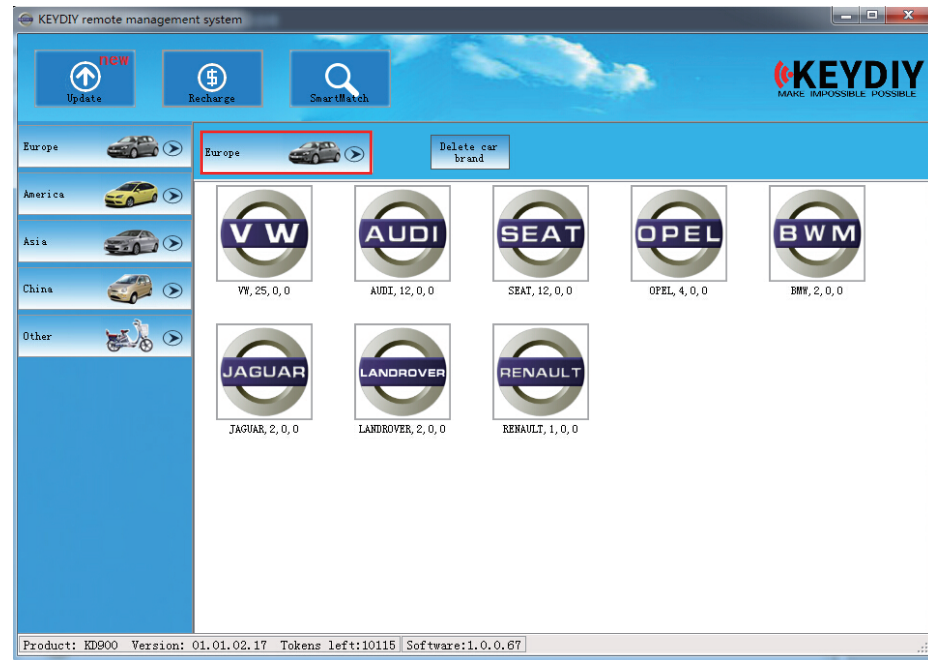 KEYDIY remote management system
new
Update
Recharge
SmartMatch
KEYDIY
MAKE IMPOSSIBLE POSSIBLE
Europe
America
Asia
China
Other
Europe
Delete car
brand
VW
AUDI
SEAT
OPEL
BWM
VW, 25, 0, 0
AUDI, 12, 0, 0
SEAT, 12, 0, 0
OPEL, 4, 0, 0
BMW, 2, 0, 0
JAGUAR
LANDROVER
RENAULT
JAGUAR, 2, 0, 0
LANDROVER, 2, 0, 0
RENAULT, 1, 0, 0
Product: KD900 Version: 01.01.02.17 Tokens left:10115 Software:1.0.0.67